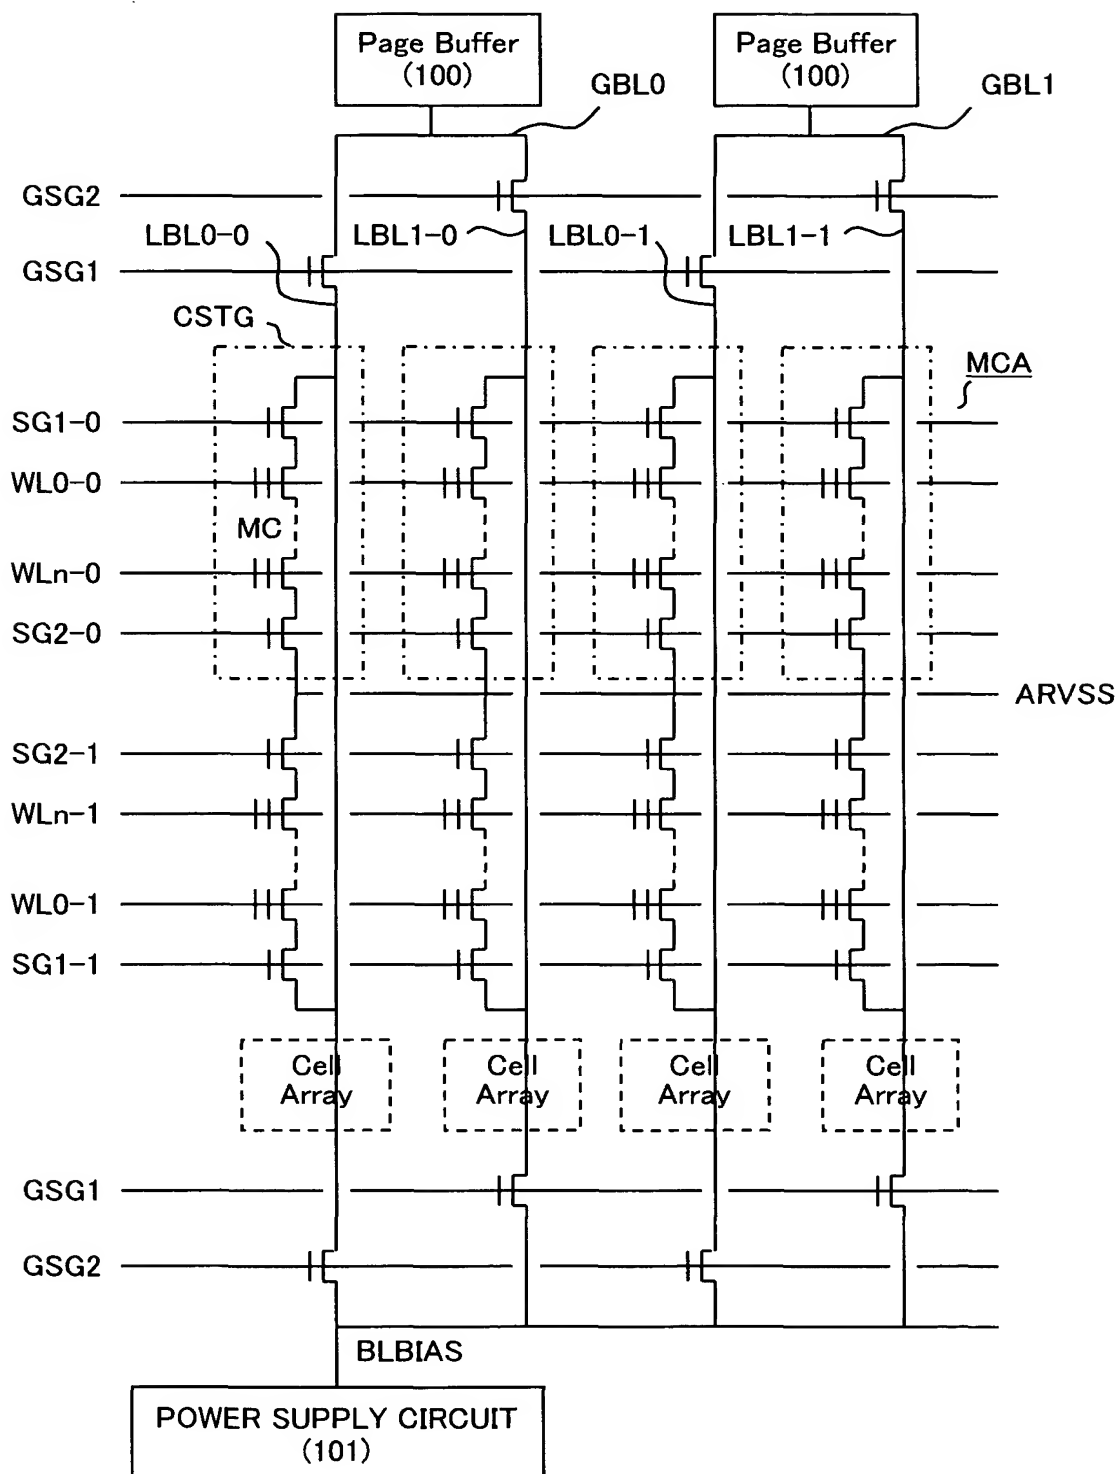 Page Buffer
(100)
Page Buffer
(100)
GBL0
GBL1
GSG2
LBL0-0
LBL1-0
LBL0-1
LBL1-1
GSG1
CSTG
MCA
SG1-0
WL0-0
MC
WLn-0
SG2-0
ARVSS
SG2-1
WLn-1
WL0-1
SG1-1
Cell
Array
Cell
Array
Cell
Array
Cell
Array
GSG1
GSG2
BLBIAS
POWER SUPPLY CIRCUIT
(101)